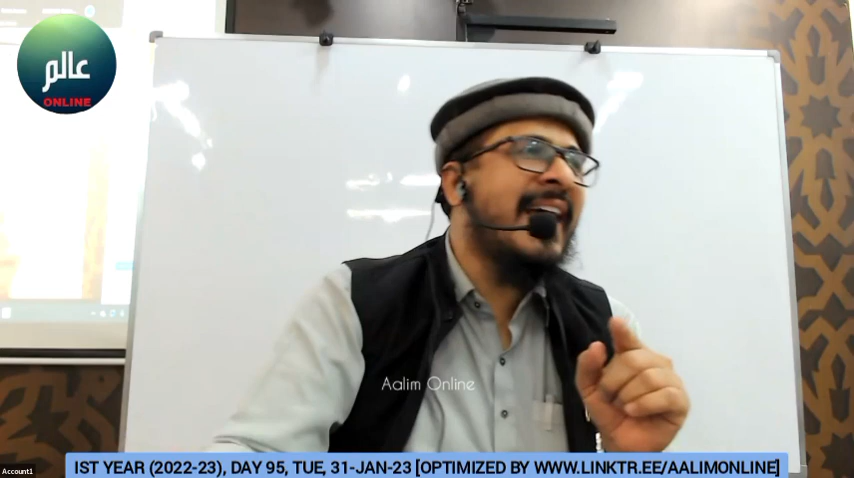 عالم
ONLINE
Aalim Online
Account1
IST YEAR (2022-23), DAY 95, TUE, 31-JAN-23 [OPTIMIZED BY WWW.LINKTR.EE/AALIMONLINE]